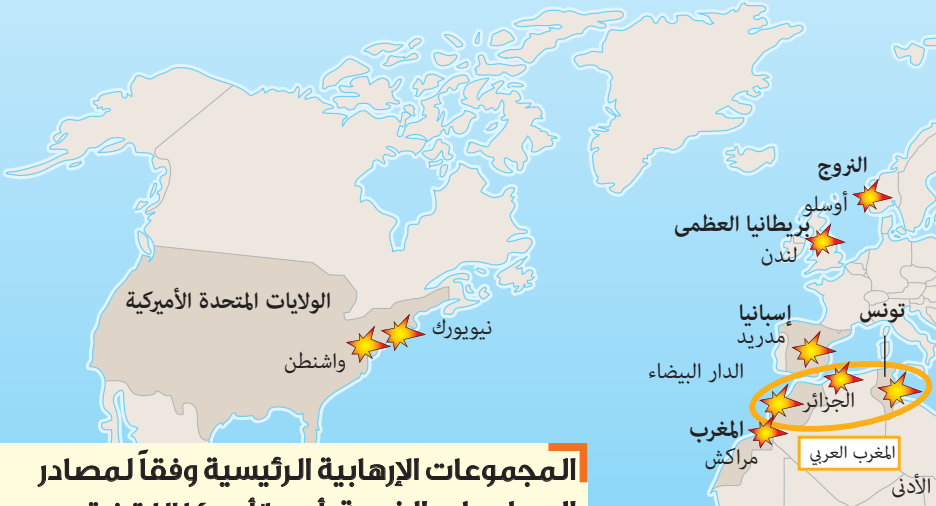 النروج
أوسلو
بريطانيا العظمى
لندن
الولايات المتحدة الأميركية
نيويورك
واشنطن
إسبانيا
مدريد
تونس
الدار البيضاء
الجزائر
المغرب
مراكش
المغرب العربي
الأدنى
المجموعات الإرهابية الرئيسية وفقاً لمصادر